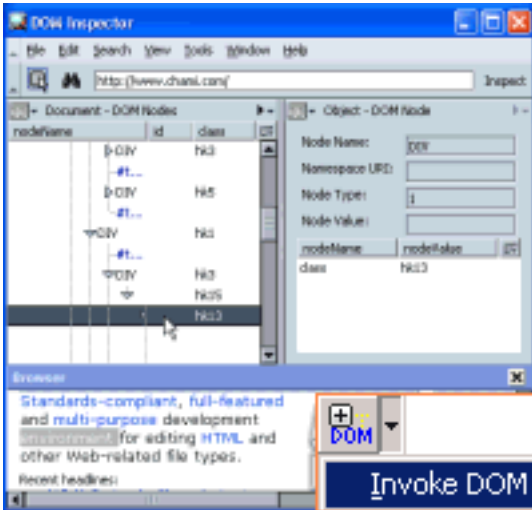 DOM Inspector
File Edit Search View Tools Window Help
http://www.chami.com/ Inspect
Document - DOM Nodes
nodeName id class
DIV hk3
#t...
DIV hk5
#t...
DIV hk1
#t...
DIV hk3
hk15
hk13
Object - DOM Node
Node Name: DIV
Namespace URI:
Node Type: 1
Node Value:
nodeName nodeValue
class hk13
Browser
Standards-compliant, full-featured
and multi-purpose development
environment for editing HTML and
other Web-related file types.
Recent headlines:
DOM
Invoke DOM